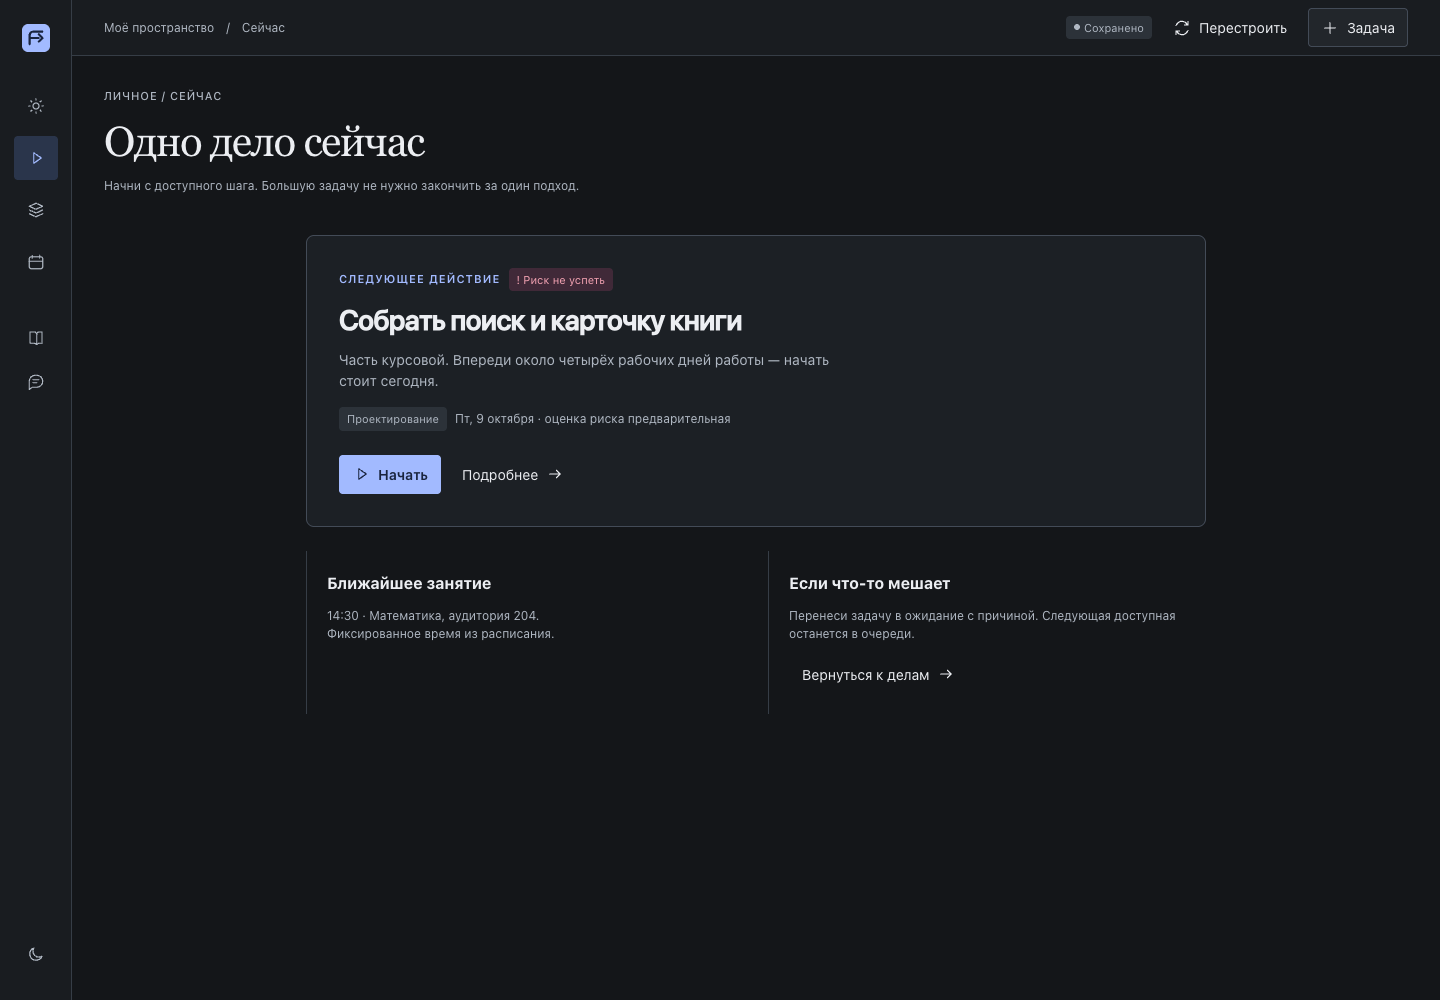 Моё пространство / Сейчас
Сохранено
Перестроить
Задача
ЛИЧНОЕ / СЕЙЧАС
Одно дело сейчас
Начни с доступного шага. Большую задачу не нужно закончить за один подход.
СЛЕДУЮЩЕЕ ДЕЙСТВИЕ ! Риск не успеть
Собрать поиск и карточку книги
Часть курсовой. Впереди около четырёх рабочих дней работы — начать
стоит сегодня.
Проектирование Пт, 9 октября · оценка риска предварительная
Начать Подробнее
Ближайшее занятие
14:30 · Математика, аудитория 204.
Фиксированное время из расписания.
Если что-то мешает
Перенеси задачу в ожидание с причиной. Следующая доступная
останется в очереди.
Вернуться к делам